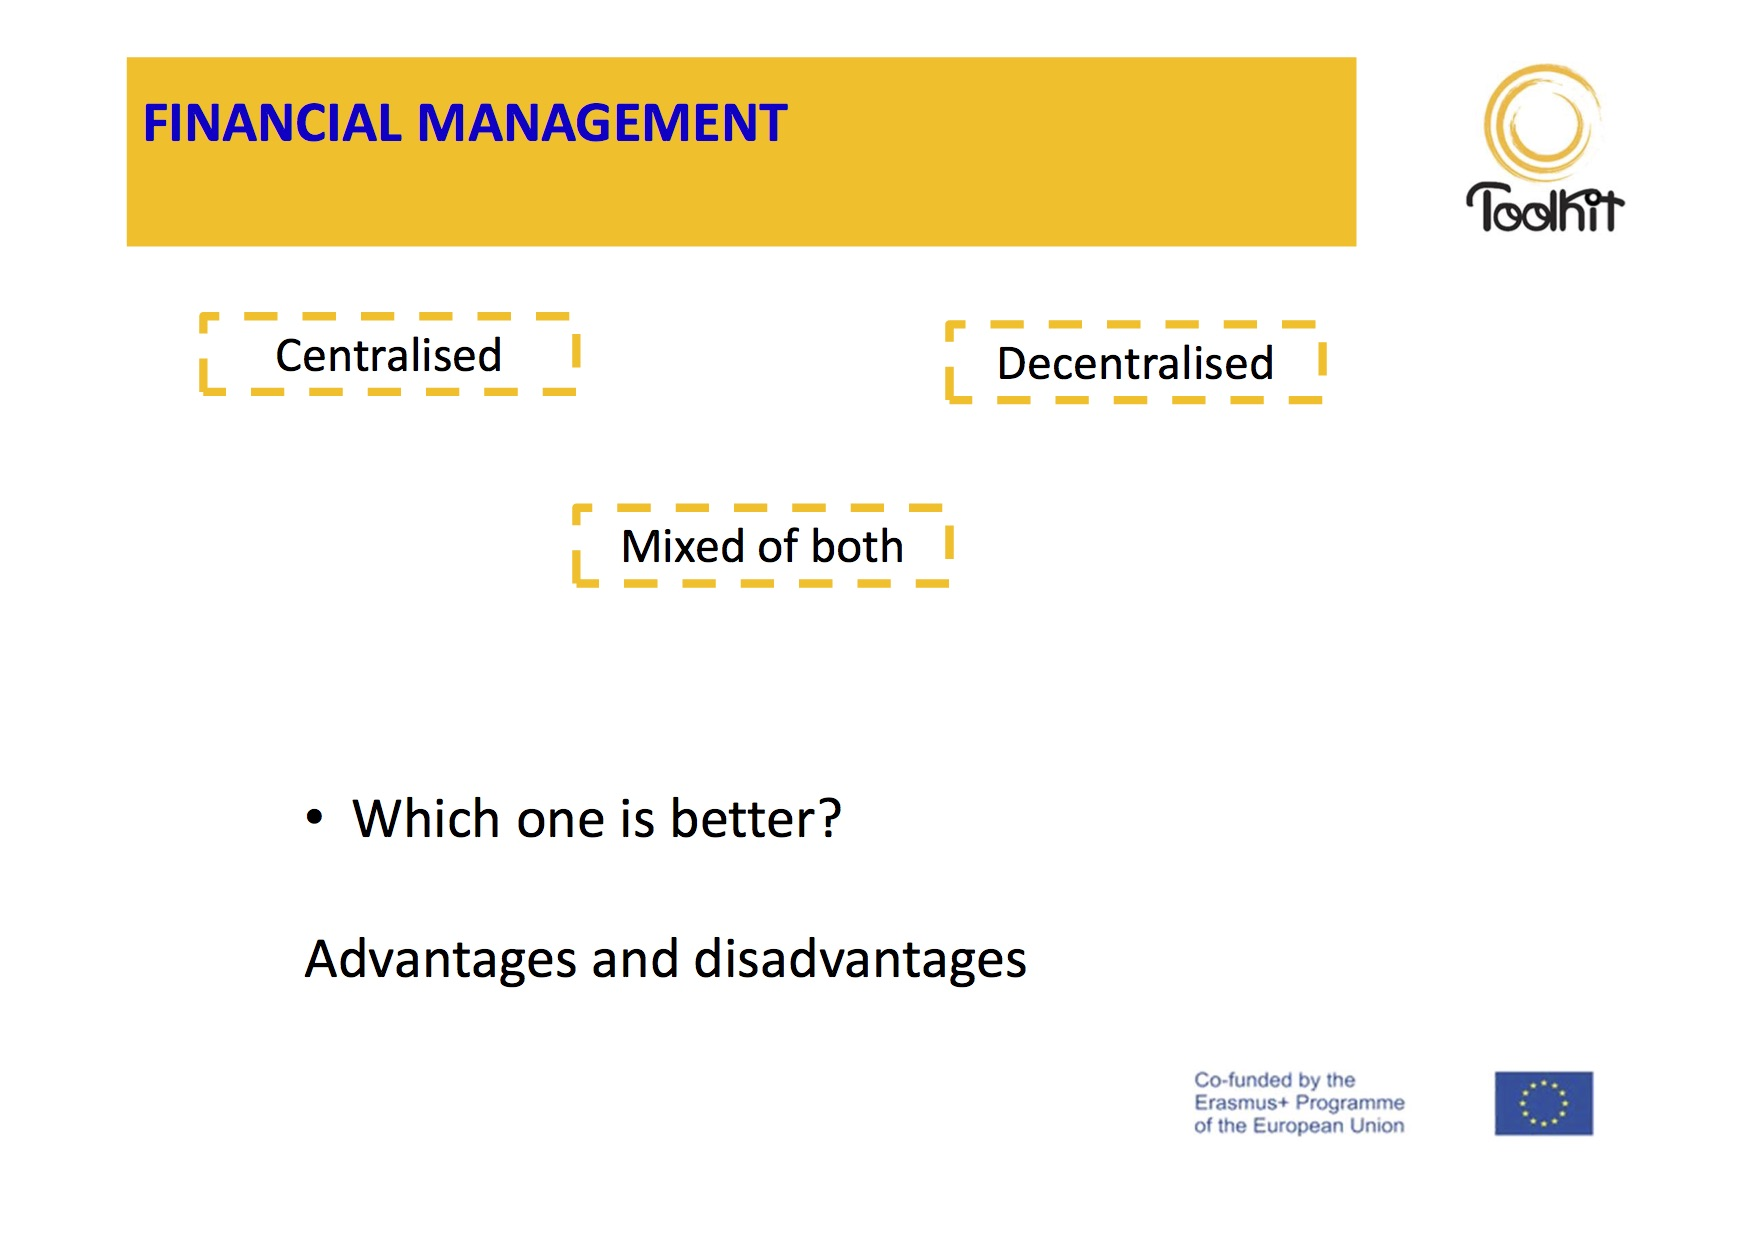 FINANCIAL MANAGEMENT
Toolkit
Centralised
Decentralised
Mixed of both
• Which one is better?
Advantages and disadvantages
Co-funded by the
Erasmus+ Programme
of the European Union